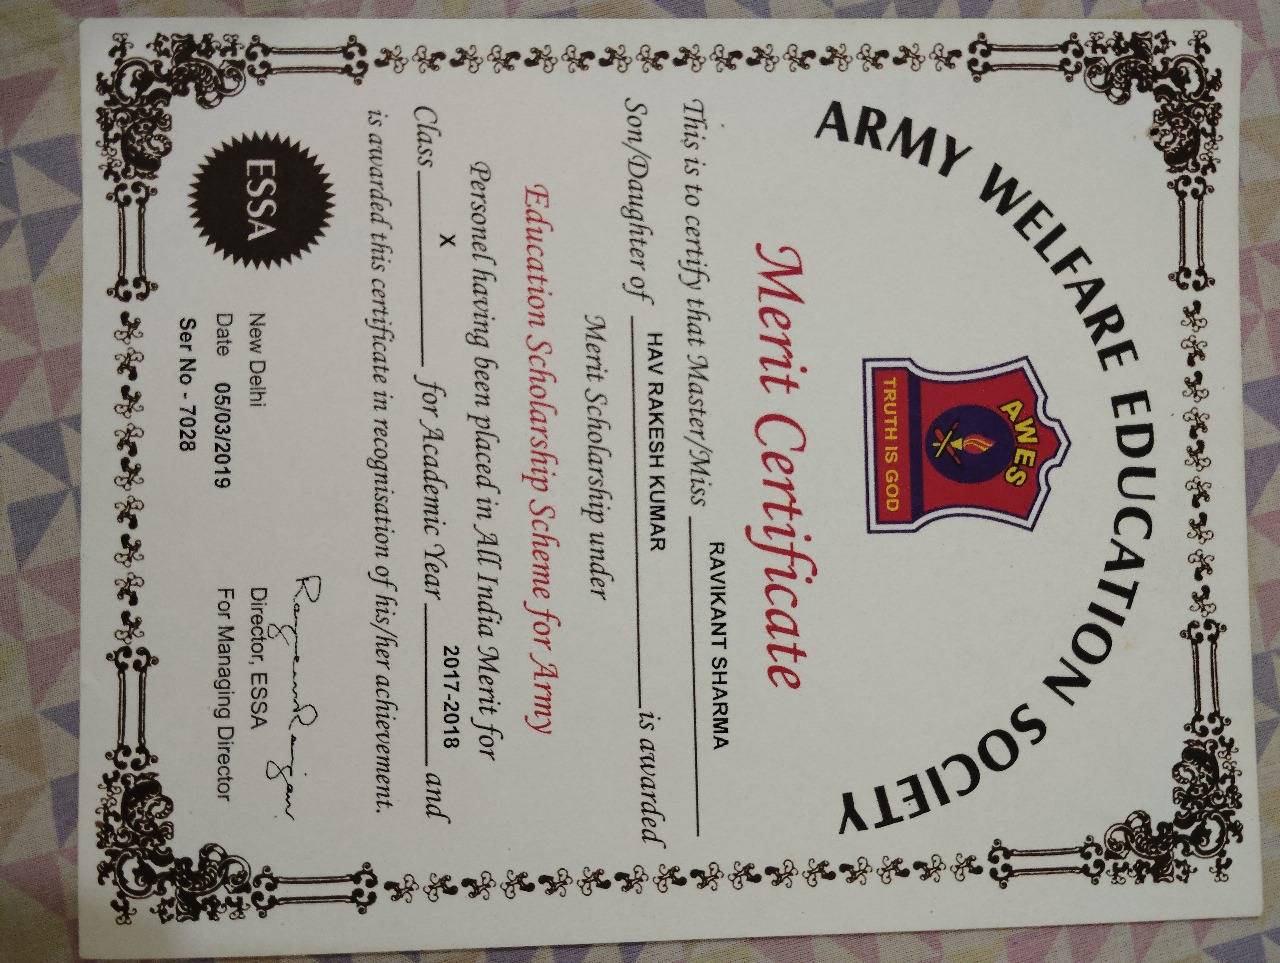 ARMY WELFARE EDUCATION SOCIETY
AWES
TRUTH IS GOD
Merit Certificate
This is to certify that Master/Miss RAVIKANT SHARMA
Son/Daughter of HAV RAKESH KUMAR is awarded
Merit Scholarship under
Education Scholarship Scheme for Army
Personel having been placed in All India Merit for
Class X for Academic Year 2017-2018 and
is awarded this certificate in recognisation of his/her achievement.
ESSA
New Delhi
Date 05/03/2019
Ser No - 7028
Director, ESSA
For Managing Director